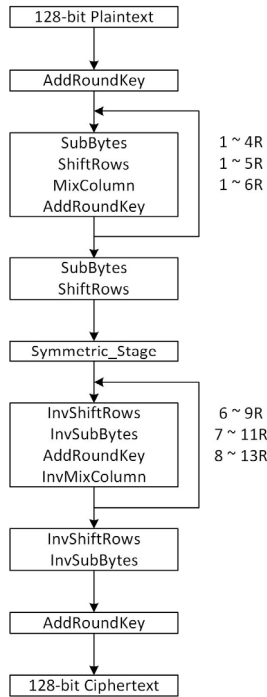 128-bit Plaintext
AddRoundKey
SubBytes
ShiftRows
MixColumn
AddRoundKey
1 ~ 4R
1 ~ 5R
1 ~ 6R
SubBytes
ShiftRows
Symmetric_Stage
InvShiftRows
InvSubBytes
AddRoundKey
InvMixColumn
6 ~ 9R
7 ~ 11R
8 ~ 13R
InvShiftRows
InvSubBytes
AddRoundKey
128-bit Ciphertext